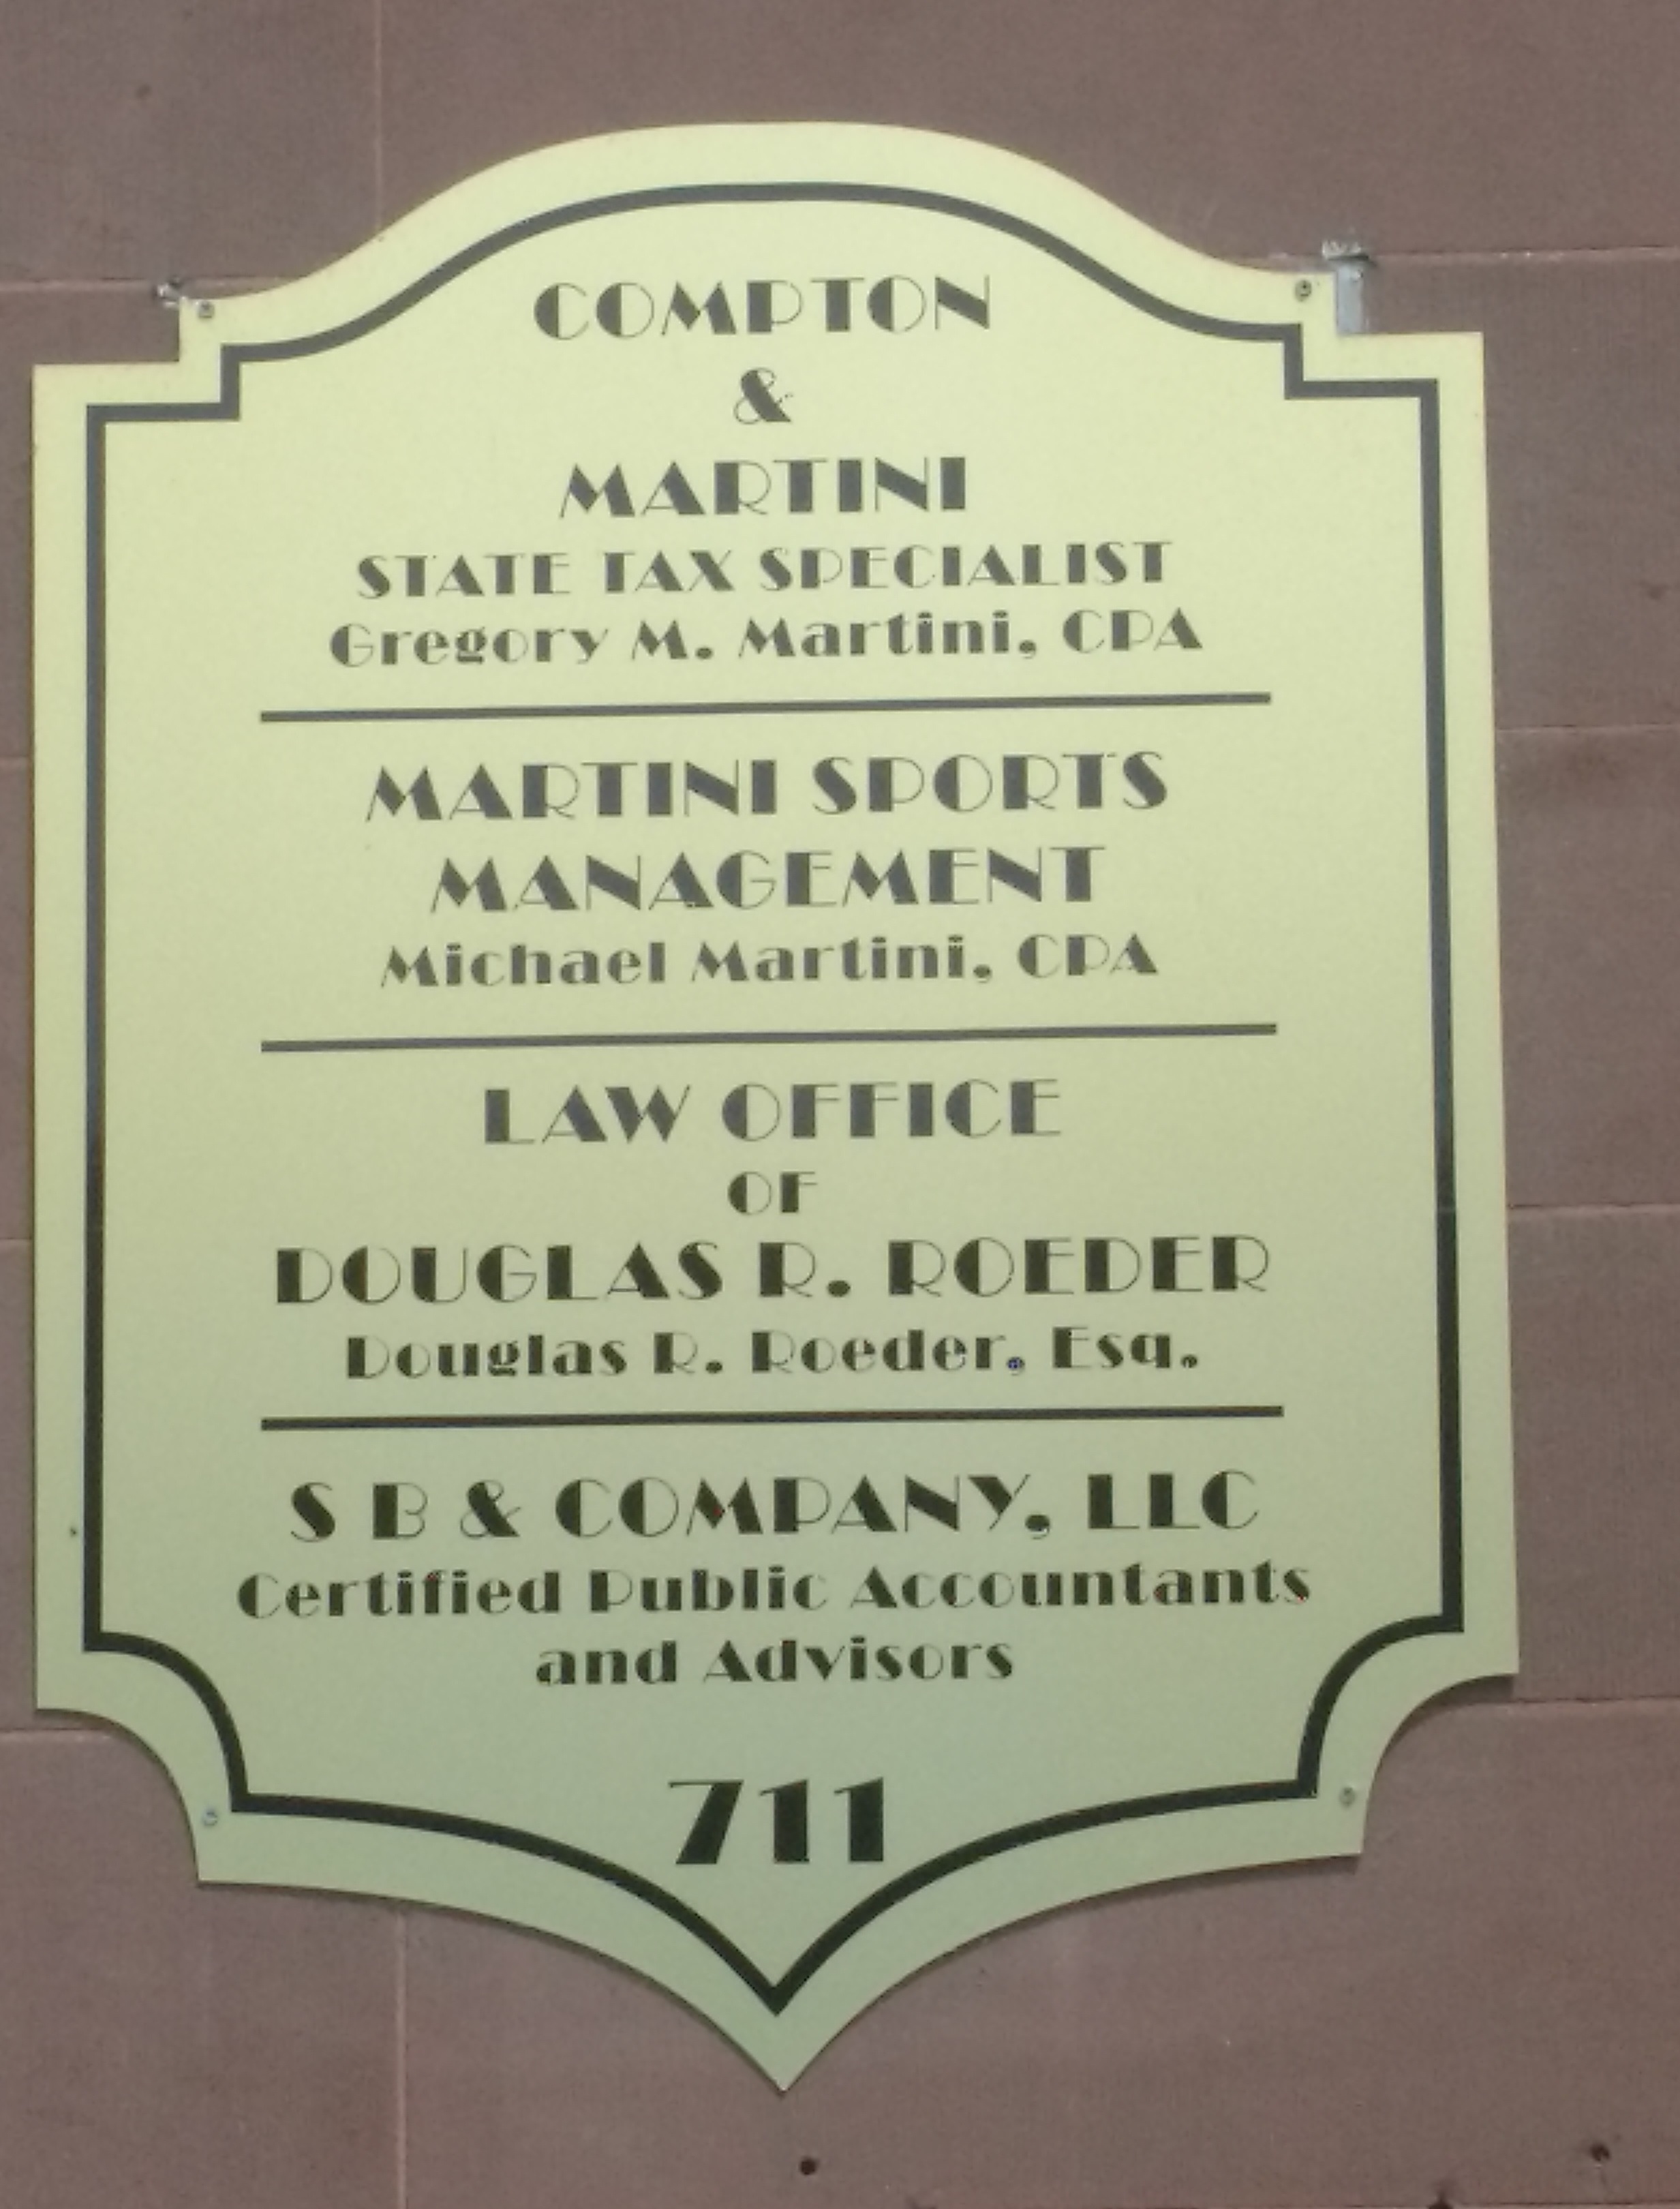 COMPTON
&
MARTINI
STATE TAX SPECIALIST
Gregory M. Martini, CPA
MARTINI SPORTS
MANAGEMENT
Michael Martini, CPA
LAW OFFICE
OF
DOUGLAS R. ROEDER
Douglas R. Roeder, Esq.
S B & COMPANY, LLC
Certified Public Accountants
and Advisors
711